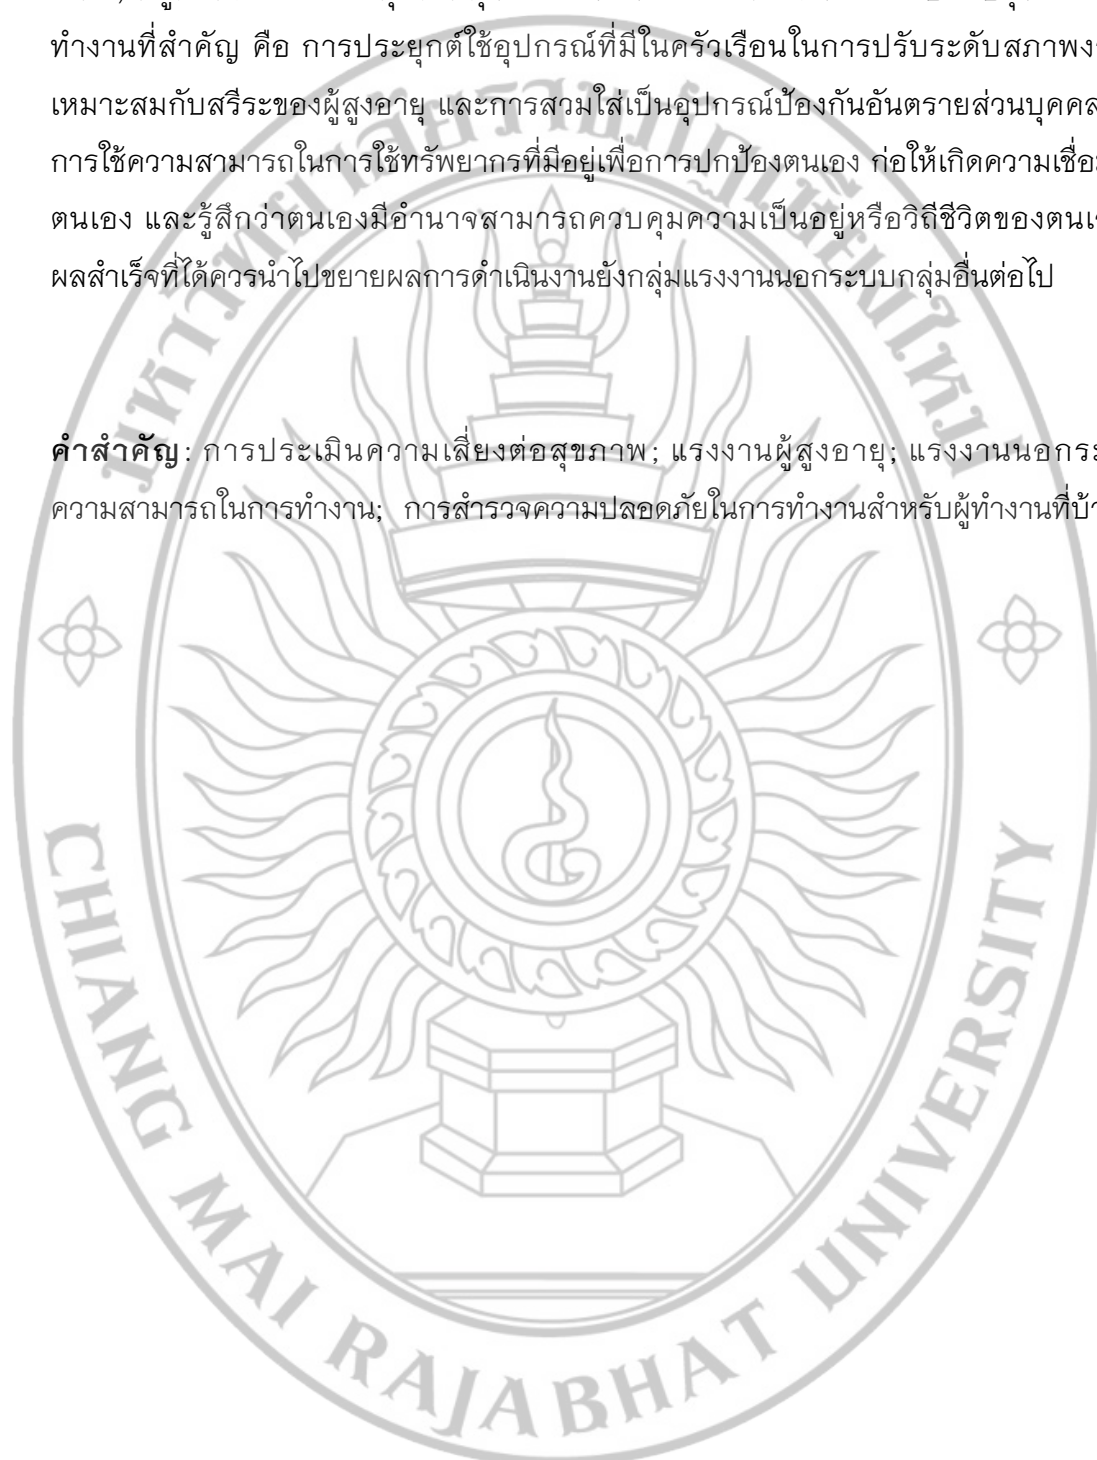 ทำงานที่สำคัญ คือ การประยุกต์ใช้อุปกรณ์ที่มีในครัวเรือนในการปรับระดับสภาพ
เหมาะสมกับสรีระของผู้สูงอายุ และการสวมใส่เป็นอุปกรณ์ป้องกันอันตรายส่วนบุคคล
การใช้ความสามารถในการใช้ทรัพยากรที่มีอยู่เพื่อการปกป้องตนเอง ก่อให้เกิดความเชื่อ
ตนเอง และรู้สึกว่าตนเองมีอำนาจสามารถควบคุมความเป็นอยู่หรือวิถีชีวิตของ
ผลสำเร็จที่ได้ควรนำไปขยายผลการดำเนินงานยังกลุ่มแรงงานนอกระบบกลุ่มอื่นต่อไป
คำสำคัญ: การประเมินความเสี่ยงต่อสุขภาพ; แรงงานผู้สูงอายุ;
ความสามารถในการทำงาน; การสำรวจความปลอดภัยในการทำงานสำหรับผู้ทำงานที่
มหาวิทยาลัยราชภัฏเชียงใหม่
CHIANG MAI RAJABHAT UNIVERSITY